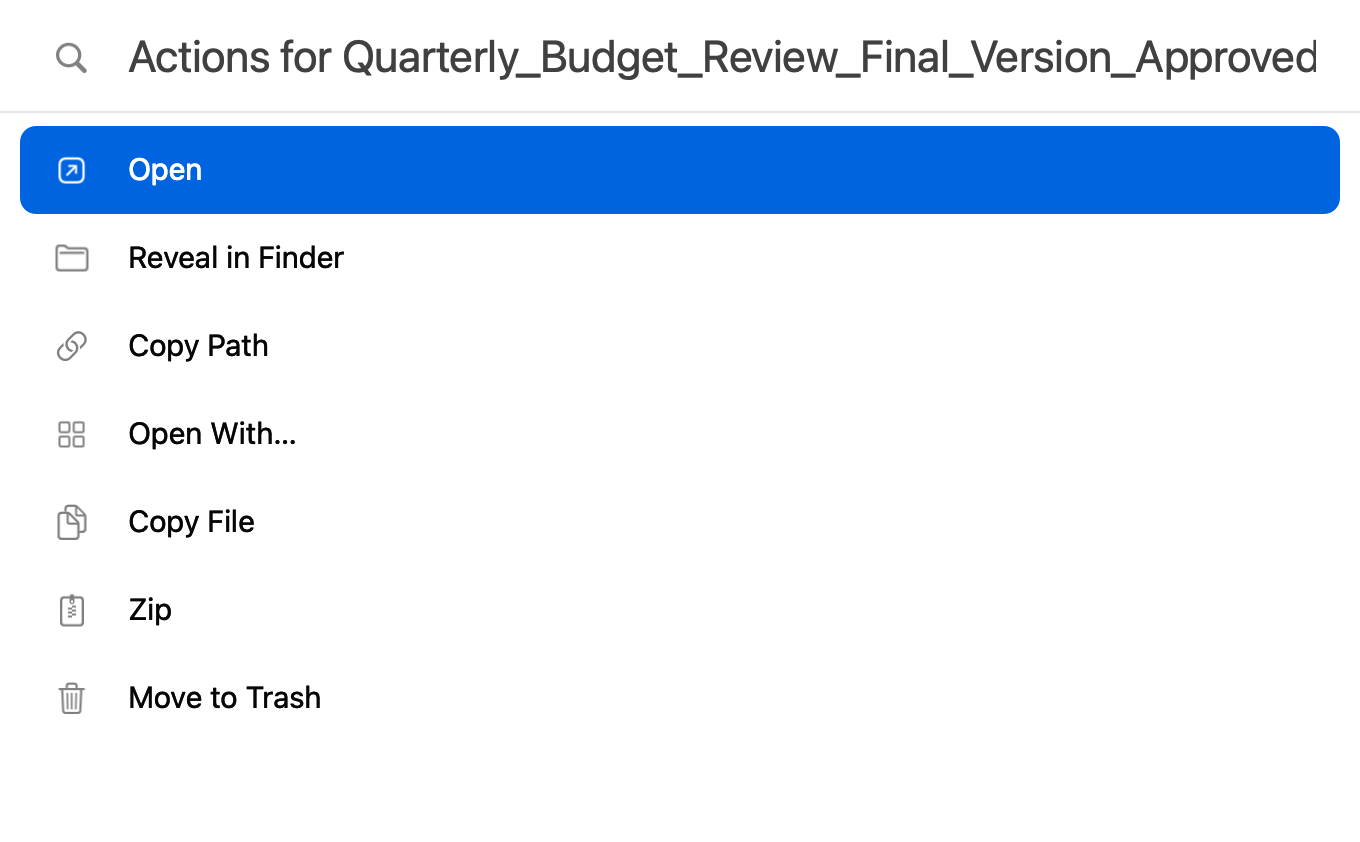 Actions for Quarterly_Budget_Review_Final_Version_Approved
Open
Reveal in Finder
Copy Path
Open With...
Copy File
Zip
Move to Trash